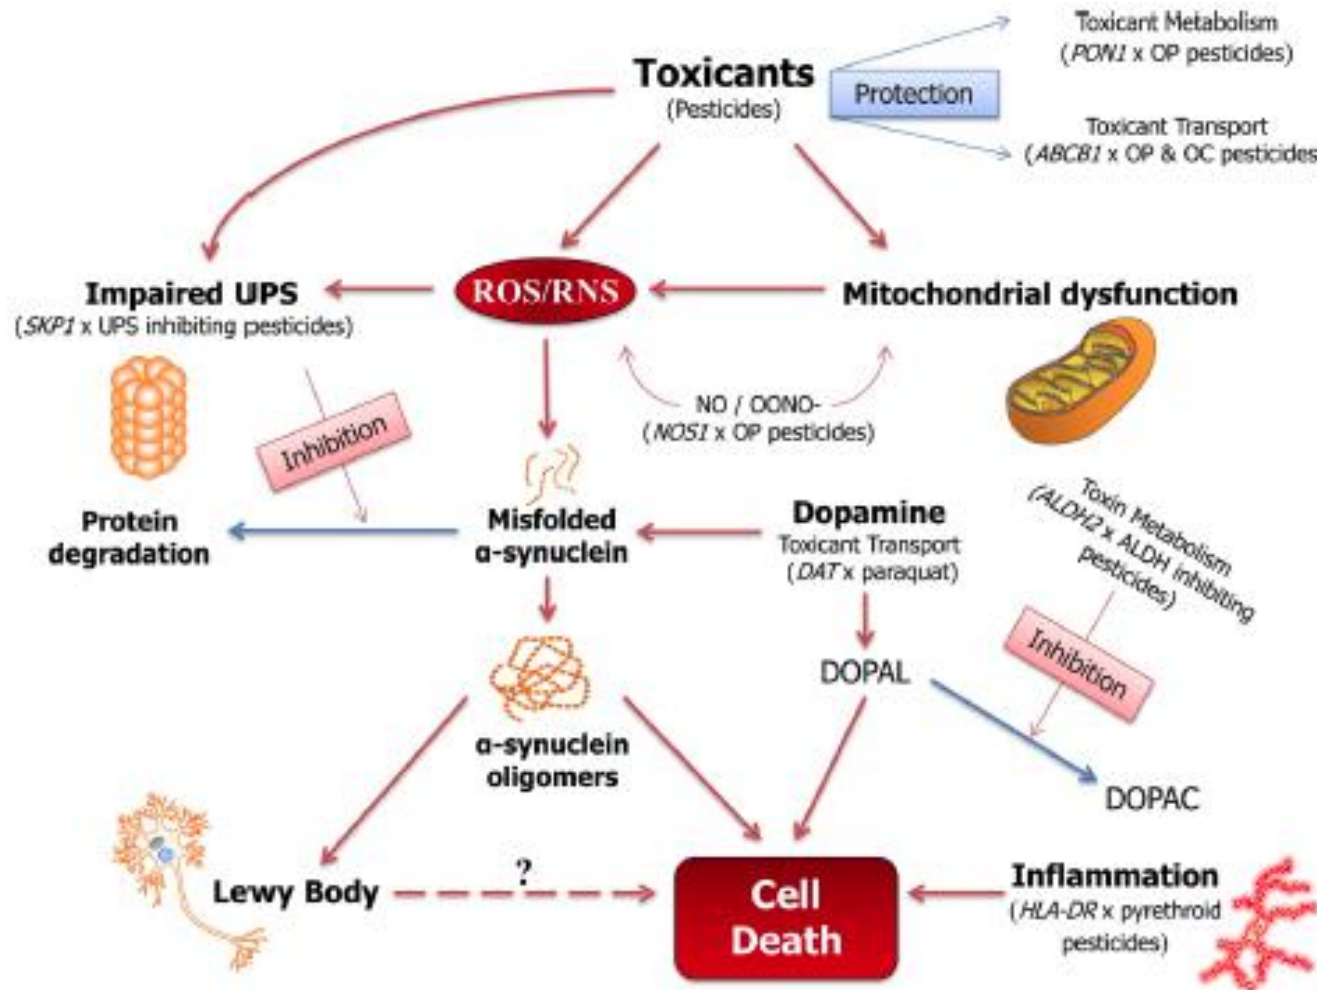 Toxicant Metabolism
(PON1 x OP pesticides)
Toxicants
(Pesticides)
Protection
Toxicant Transport
(ABCB1 x OP & OC pesticides
Impaired UPS
(SKP1 x UPS inhibiting pesticides)
ROS/RNS
Mitochondrial dysfunction
NO / OONO-
(NOS1 x OP pesticides)
Inhibition
Protein
degradation
Misfolded
α-synuclein
Dopamine
Toxicant Transport
(DAT x paraquat)
Toxin Metabolism
(ALDH2 x ALDH inhibiting
pesticides)
Inhibition
DOPAL
α-synuclein
oligomers
DOPAC
Lewy Body
?
Cell
Death
Inflammation
(HLA-DR x pyrethroid
pesticides)